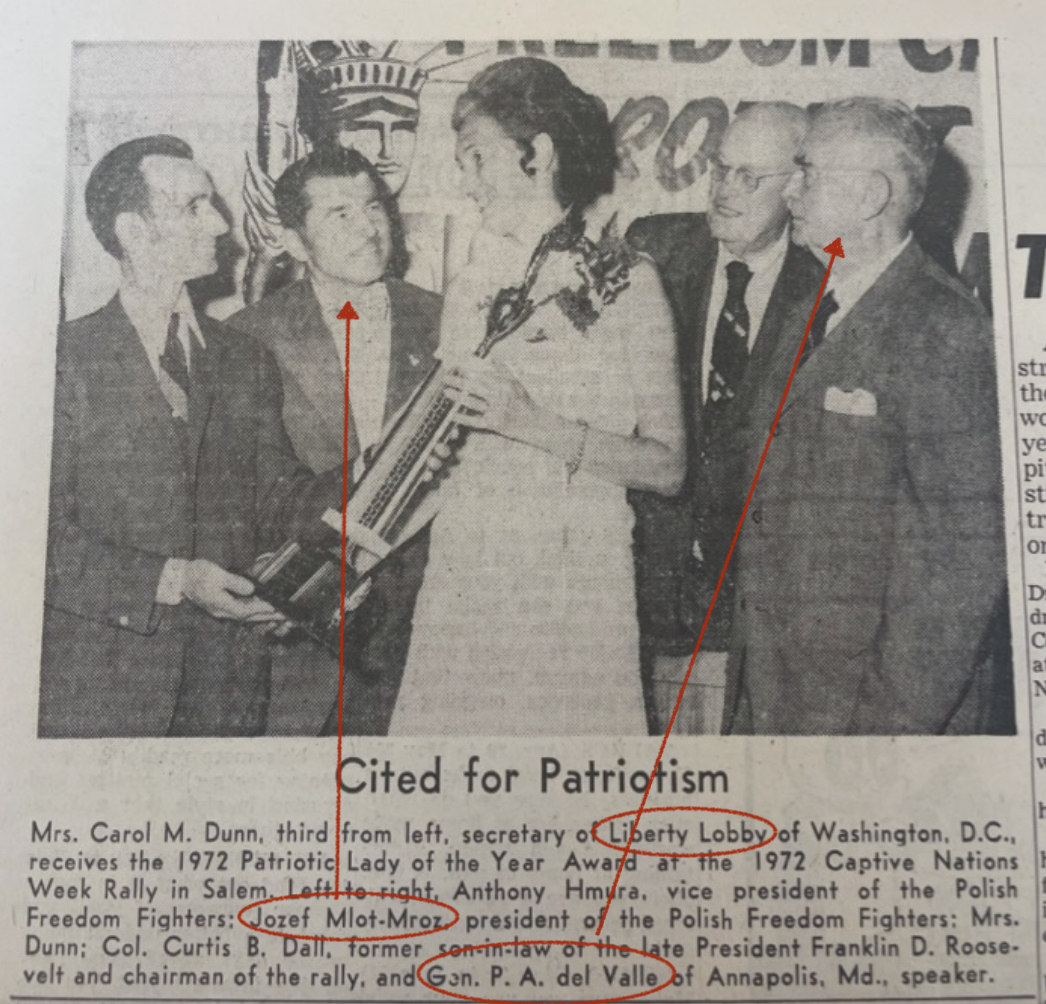 FREEDOM
Cited for Patriotism
Mrs. Carol M. Dunn, third from left, secretary of Liberty Lobby of Washington, D.C.,
receives the 1972 Patriotic Lady of the Year Award at the 1972 Captive Nations
Week Rally in Salem. Left to right, Anthony Hmura, vice president of the Polish
Freedom Fighters; Jozef Mlot-Mroz, president of the Polish Freedom Fighters; Mrs.
Dunn; Col. Curtis B. Dall, former son-in-law of the late President Franklin D. Roose-
velt and chairman of the rally, and Gen. P. A. del Valle of Annapolis, Md., speaker.